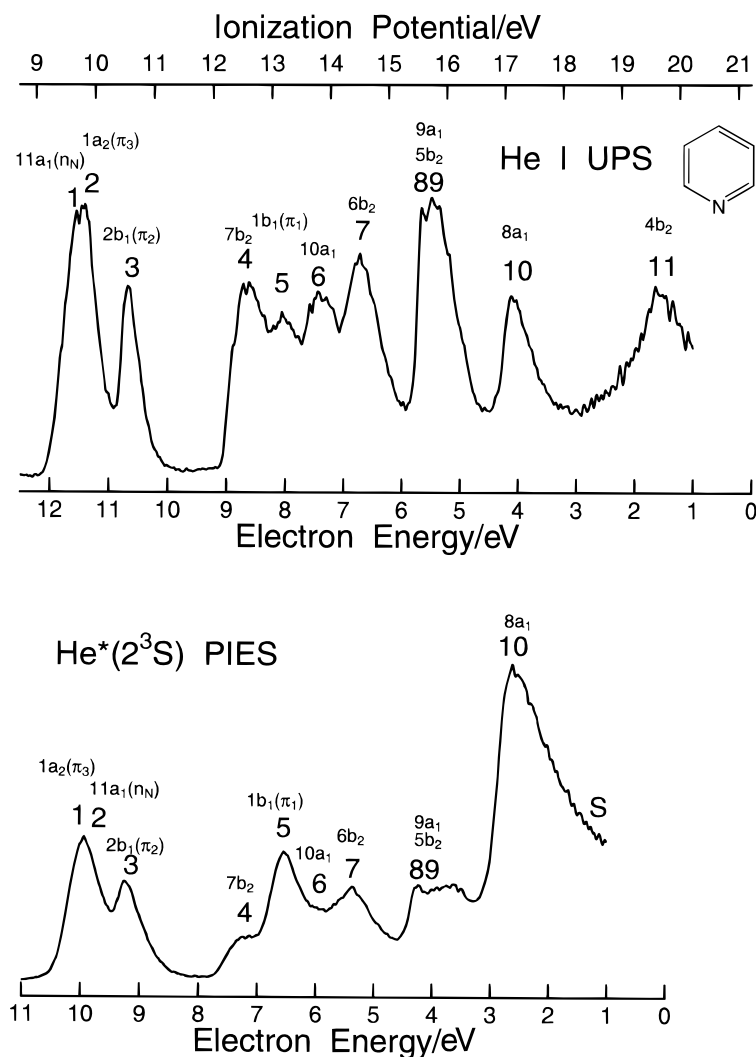 Ionization Potential/eV
9 10 11 12 13 14 15 16 17 18 19 20 21
9a₁
1a₂(π₃)
5b₂
He I UPS
11a₁(nN)
1 2
89
6b₂
2b₁(π₂)
7b₂
1b₁(π₁)
10a₁
8a₁
4b₂
3
4
5
6
7
10
11
N
12 11 10 9 8 7 6 5 4 3 2 1 0
Electron Energy/eV
He*(2³S) PIES
8a₁
10
1a₂(π₃)
11a₁(nN)
1 2
2b₁(π₂)
3
1b₁(π₁)
5
10a₁
6
6b₂
7
9a₁
5b₂
89
7b₂
4
S
11 10 9 8 7 6 5 4 3 2 1 0
Electron Energy/eV